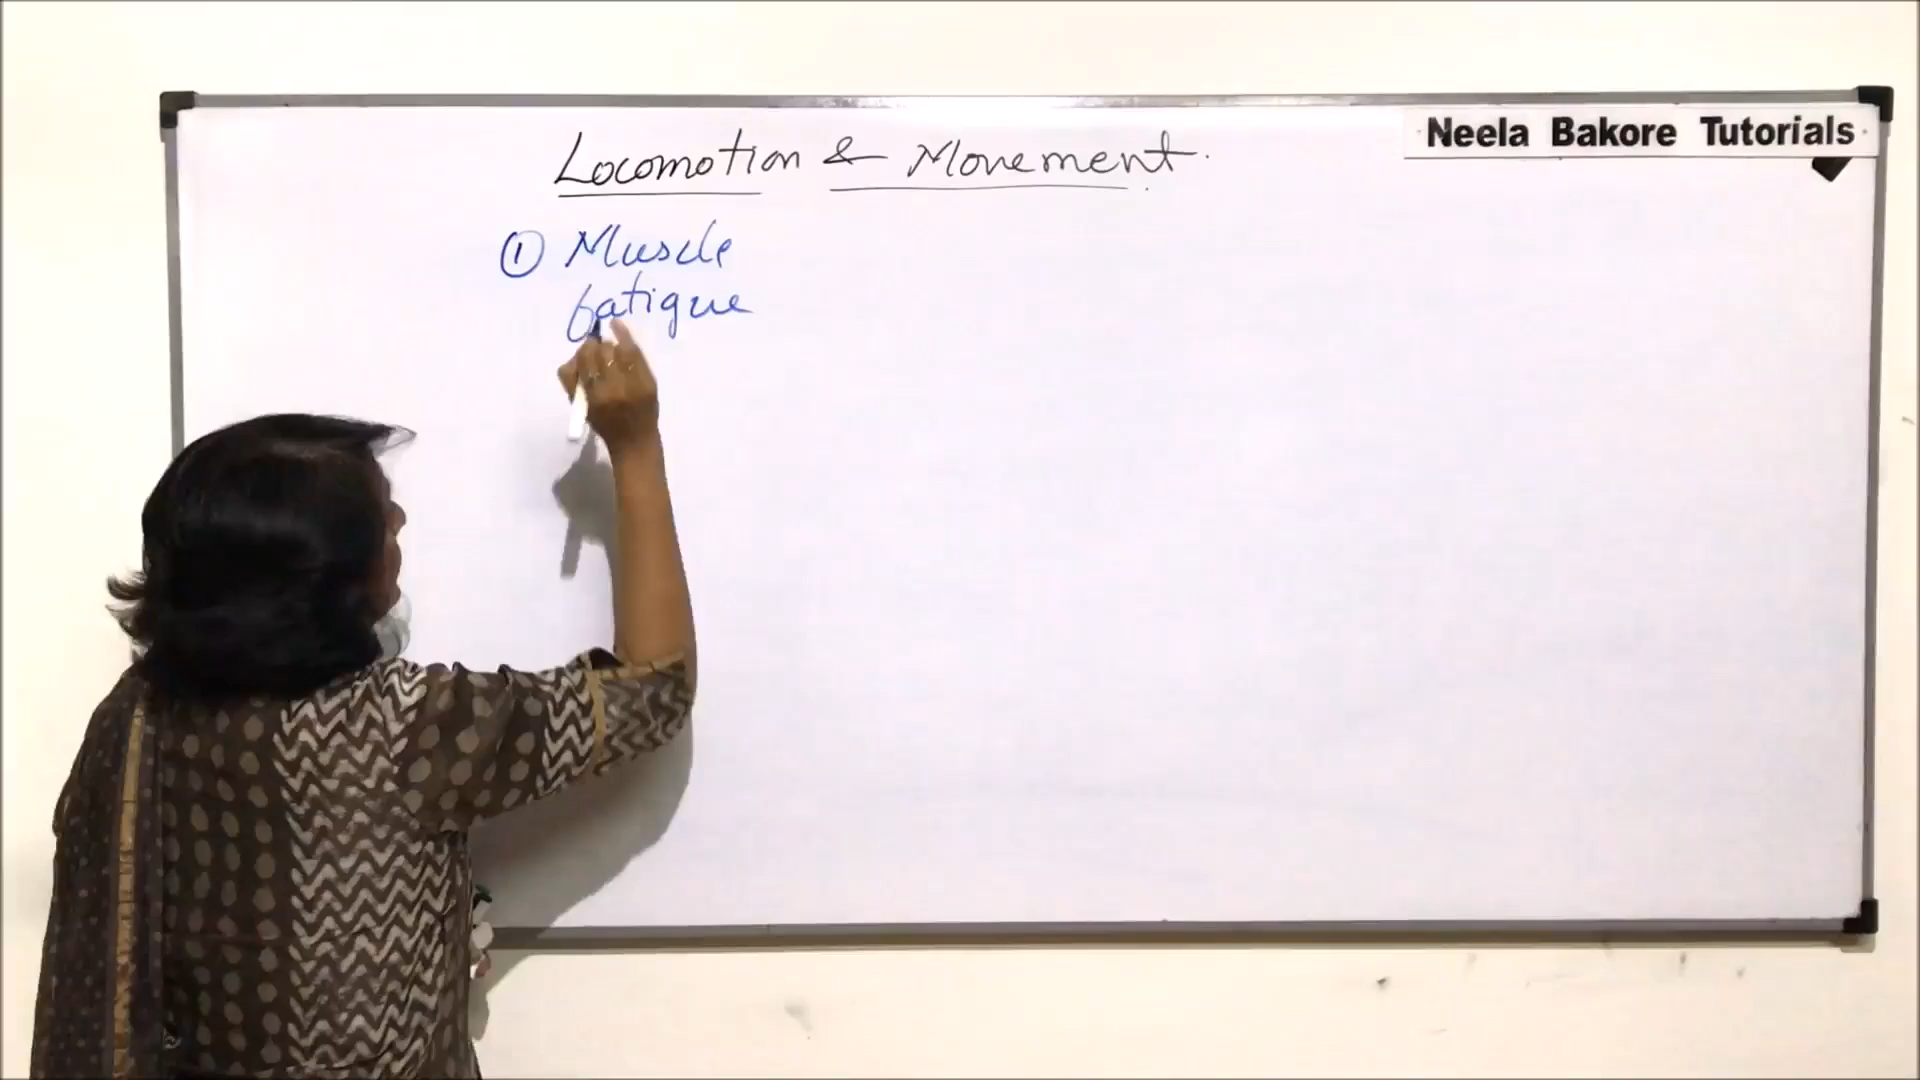 Neela Bakore Tutorials
Locomotion & Movement.
① Muscle
fatigue